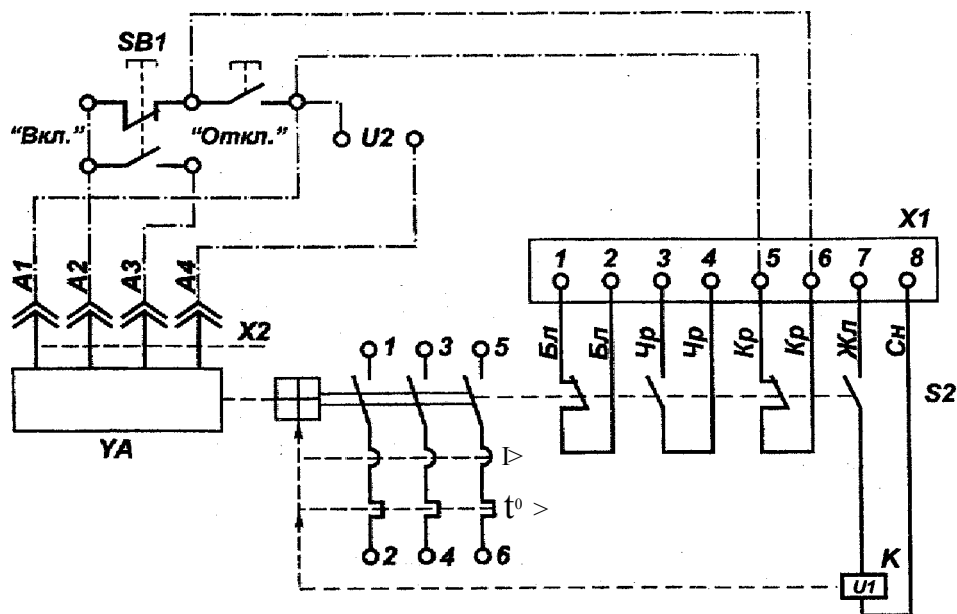 SB1
"Вкл."
"Откл."
U2
X1
1 2 3 4 5 6 7 8
A1 A2 A3 A4
X2
Бл Бл Чр Чр Кр Кр Жл Сн
1 3 5
S2
YA
I>
t⁰ >
2 4 6
K
U1